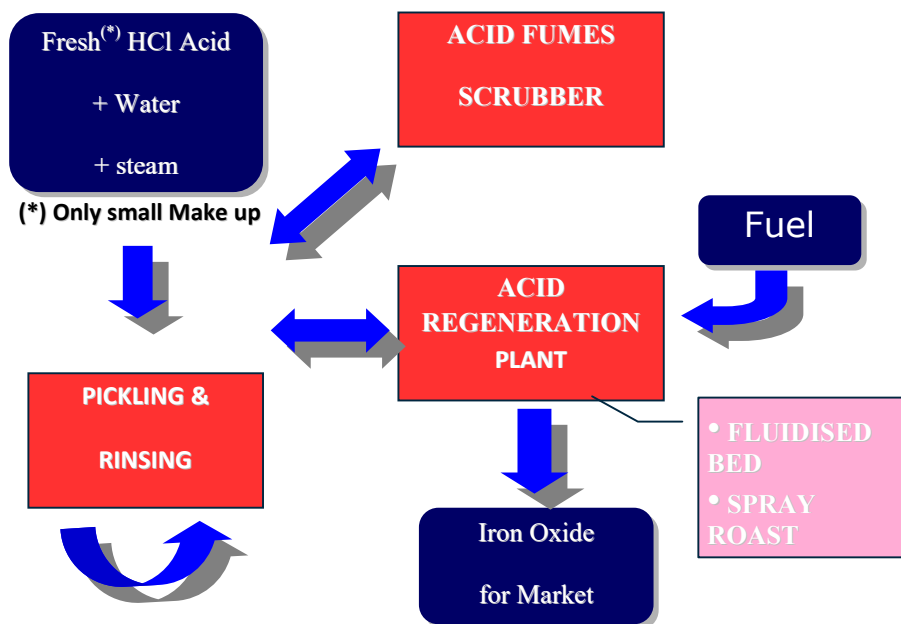 Fresh(*) HCl Acid
+ Water
+ steam
(*) Only small Make up
ACID FUMES
SCRUBBER
Fuel
ACID
REGENERATION
PLANT
PICKLING &
RINSING
• FLUIDISED
BED
• SPRAY
ROAST
Iron Oxide
for Market